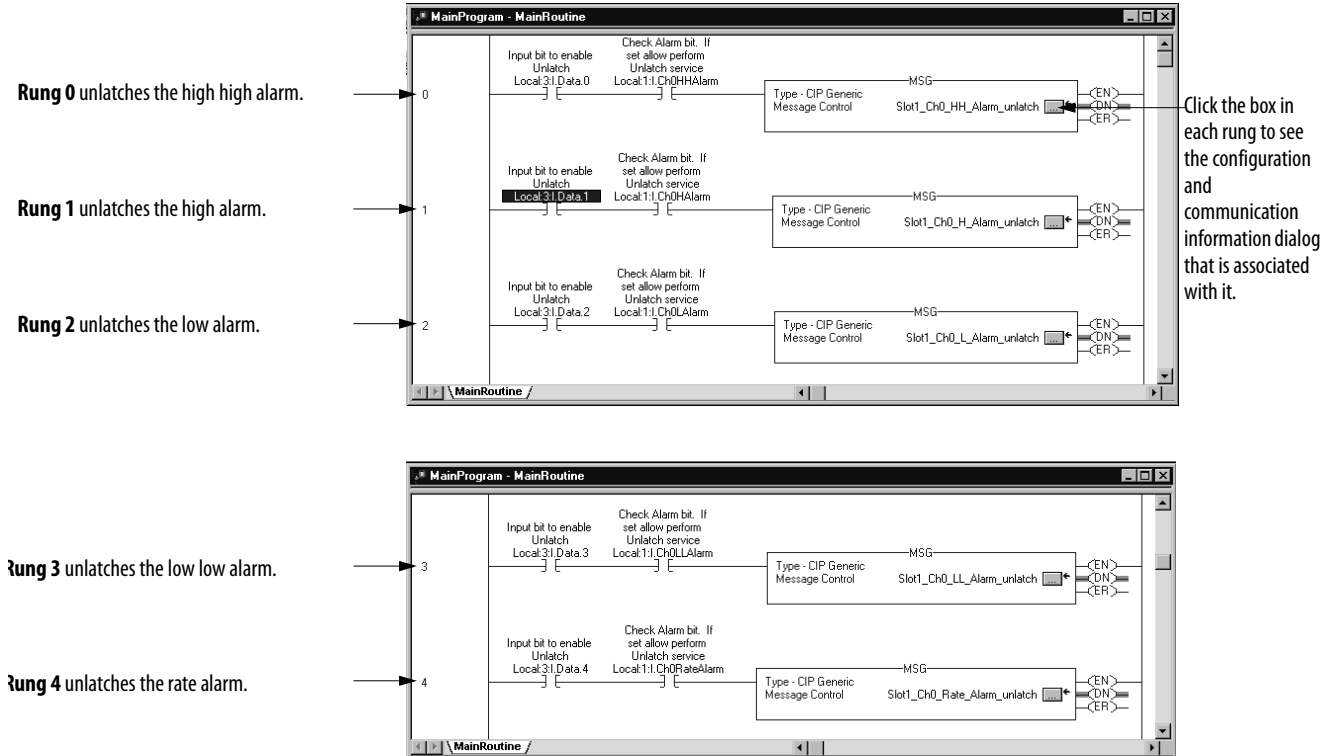 MainProgram - MainRoutine
Rung 0 unlatches the high high alarm.
0
Input bit to enable
Unlatch
Local:3:I.Data.0
Check Alarm bit. If
set allow perform
Unlatch service
Local:1:I.Ch0HHAlarm
MSG
Type - CIP Generic
Message Control
Slot1_Ch0_HH_Alarm_unlatch
...
EN
DN
ER
Click the box in
each rung to see
the configuration
and
communication
information dialog
that is associated
with it.
Rung 1 unlatches the high alarm.
1
Input bit to enable
Unlatch
Local:3:I.Data.1
Check Alarm bit. If
set allow perform
Unlatch service
Local:1:I.Ch0HAlarm
MSG
Type - CIP Generic
Message Control
Slot1_Ch0_H_Alarm_unlatch
...
EN
DN
ER
Rung 2 unlatches the low alarm.
2
Input bit to enable
Unlatch
Local:3:I.Data.2
Check Alarm bit. If
set allow perform
Unlatch service
Local:1:I.Ch0LAlarm
MSG
Type - CIP Generic
Message Control
Slot1_Ch0_L_Alarm_unlatch
...
EN
DN
ER
MainRoutine
MainProgram - MainRoutine
Rung 3 unlatches the low low alarm.
3
Input bit to enable
Unlatch
Local:3:I.Data.3
Check Alarm bit. If
set allow perform
Unlatch service
Local:1:I.Ch0LLAlarm
MSG
Type - CIP Generic
Message Control
Slot1_Ch0_LL_Alarm_unlatch
...
EN
DN
ER
Rung 4 unlatches the rate alarm.
4
Input bit to enable
Unlatch
Local:3:I.Data.4
Check Alarm bit. If
set allow perform
Unlatch service
Local:1:I.Ch0RateAlarm
MSG
Type - CIP Generic
Message Control
Slot1_Ch0_Rate_Alarm_unlatch
...
EN
DN
ER
MainRoutine